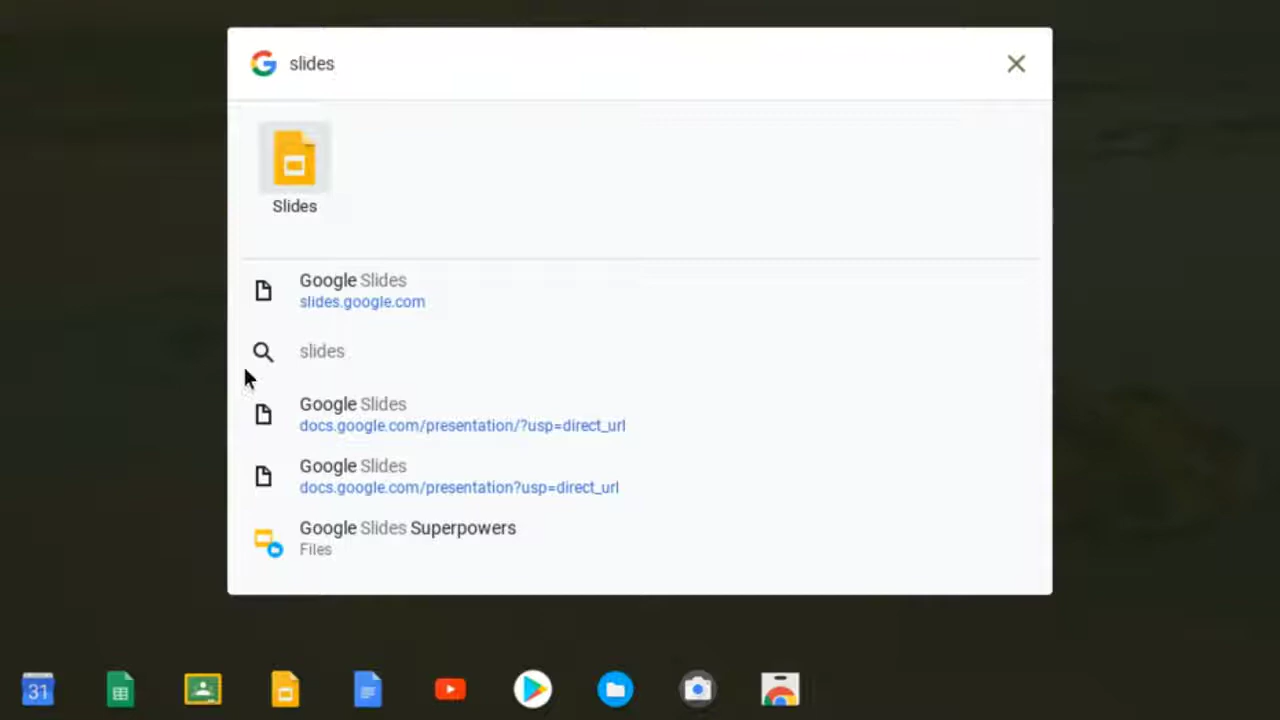 slides
Slides
Google Slides
slides.google.com
slides
Google Slides
docs.google.com/presentation/?usp=direct_url
Google Slides
docs.google.com/presentation?usp=direct_url
Google Slides Superpowers
Files
31